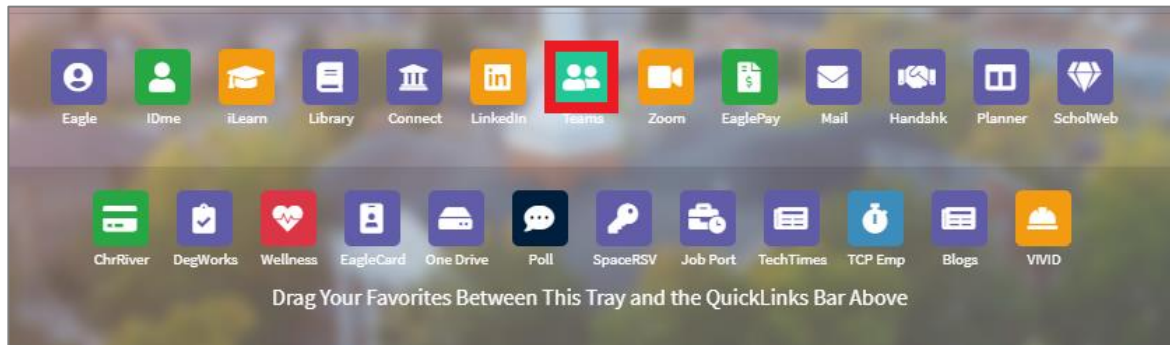 Eagle IDme iLearn Library Connect LinkedIn Teams Zoom EaglePay Mail Handshk Planner ScholWeb
ChrRiver DegWorks Wellness EagleCard One Drive Poll SpaceRSV Job Port TechTimes TCP Emp Blogs VIVID
Drag Your Favorites Between This Tray and the QuickLinks Bar Above